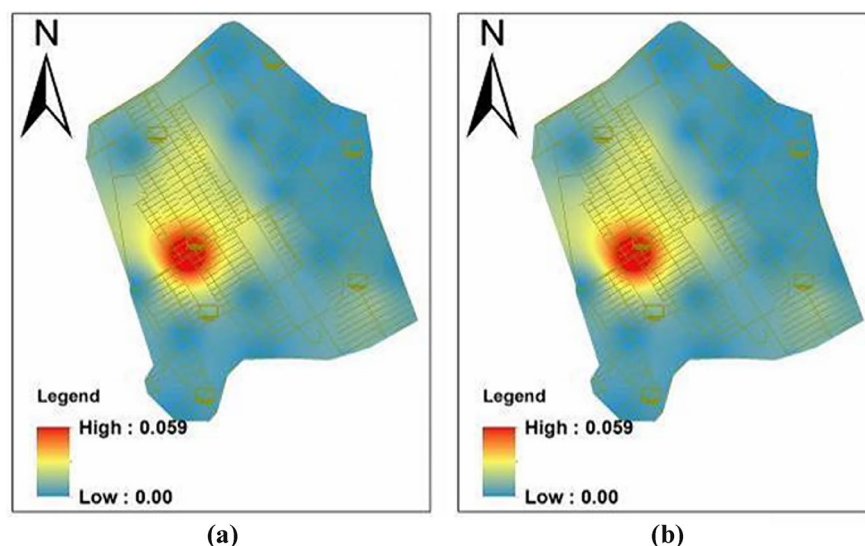 N
Legend
High : 0.059
Low : 0.00
(a)
N
Legend
High : 0.059
Low : 0.00
(b)